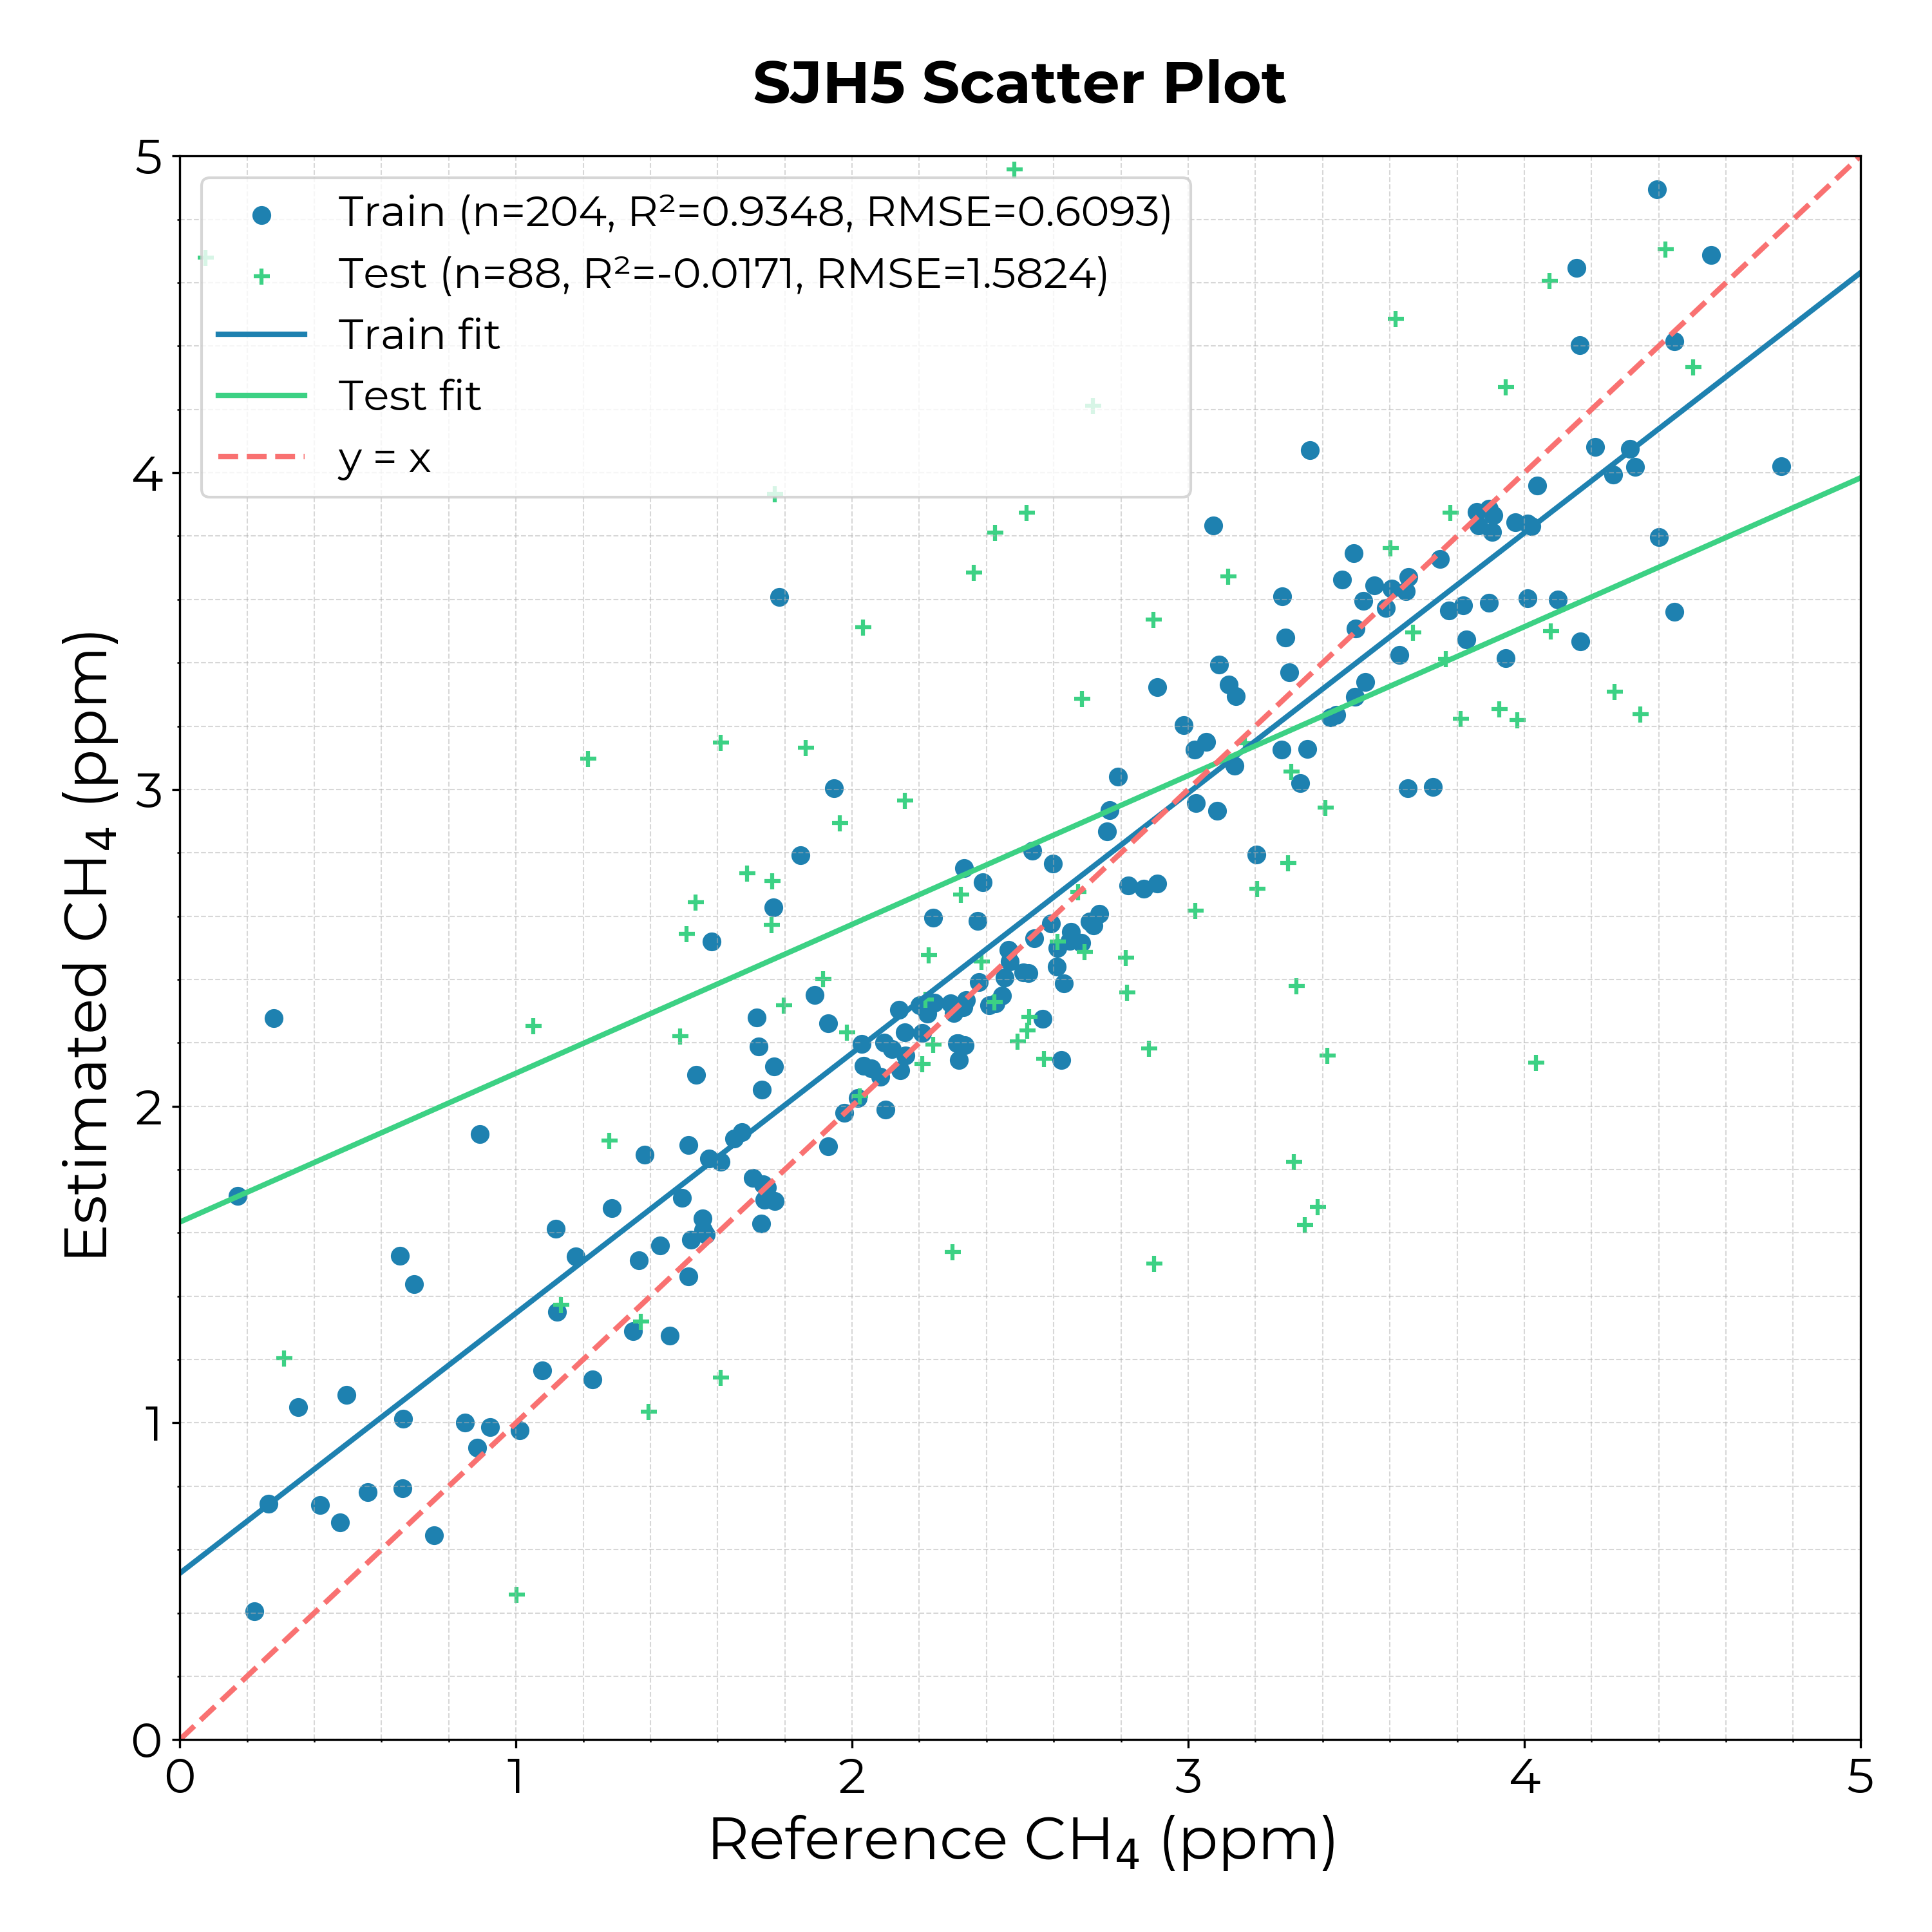 SJH5 Scatter Plot
Train (n=204, R²=0.9348, RMSE=0.6093)
Test (n=88, R²=-0.0171, RMSE=1.5824)
Train fit
Test fit
y = x
Estimated CH₄ (ppm)
5
4
3
2
1
0
0 1 2 3 4 5
Reference CH₄ (ppm)